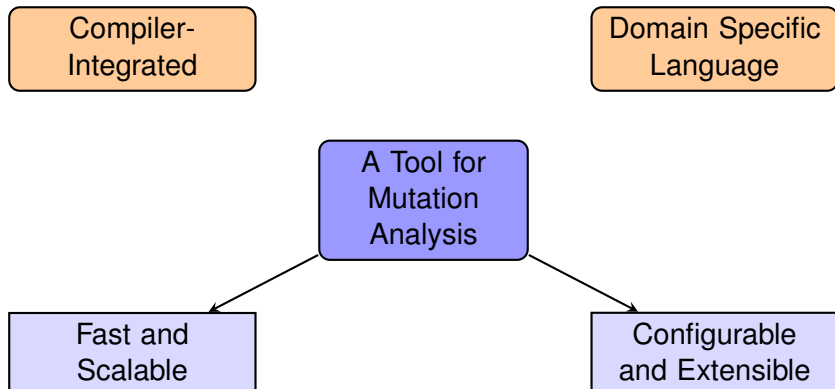 Compiler-
Integrated
Domain Specific
Language
A Tool for
Mutation
Analysis
Fast and
Scalable
Configurable
and Extensible